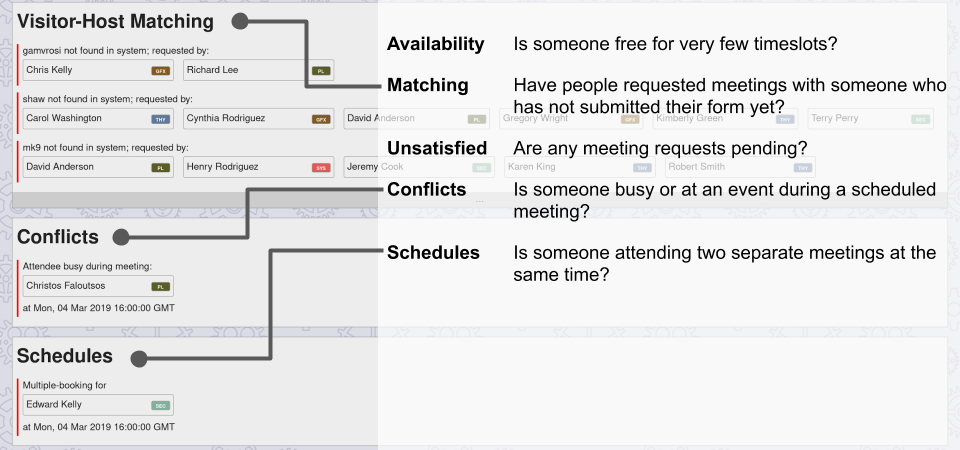 Visitor-Host Matching
gamvrosi not found in system; requested by:
Chris Kelly GFX Richard Lee PL
shaw not found in system; requested by:
Carol Washington THY Cynthia Rodriguez GFX David Anderson PL Gregory Wright GFX Kimberly Green THY Terry Perry NEC
mk9 not found in system; requested by:
David Anderson PL Henry Rodriguez SYS Jeremy Cook NEC Karen King THY Robert Smith THY
...
Conflicts
Attendee busy during meeting:
Christos Faloutsos PL
at Mon, 04 Mar 2019 16:00:00 GMT
Schedules
Multiple-booking for
Edward Kelly NEC
at Mon, 04 Mar 2019 16:00:00 GMT
Availability Is someone free for very few timeslots?
Matching Have people requested meetings with someone who
has not submitted their form yet?
Unsatisfied Are any meeting requests pending?
Conflicts Is someone busy or at an event during a scheduled
meeting?
Schedules Is someone attending two separate meetings at the
same time?